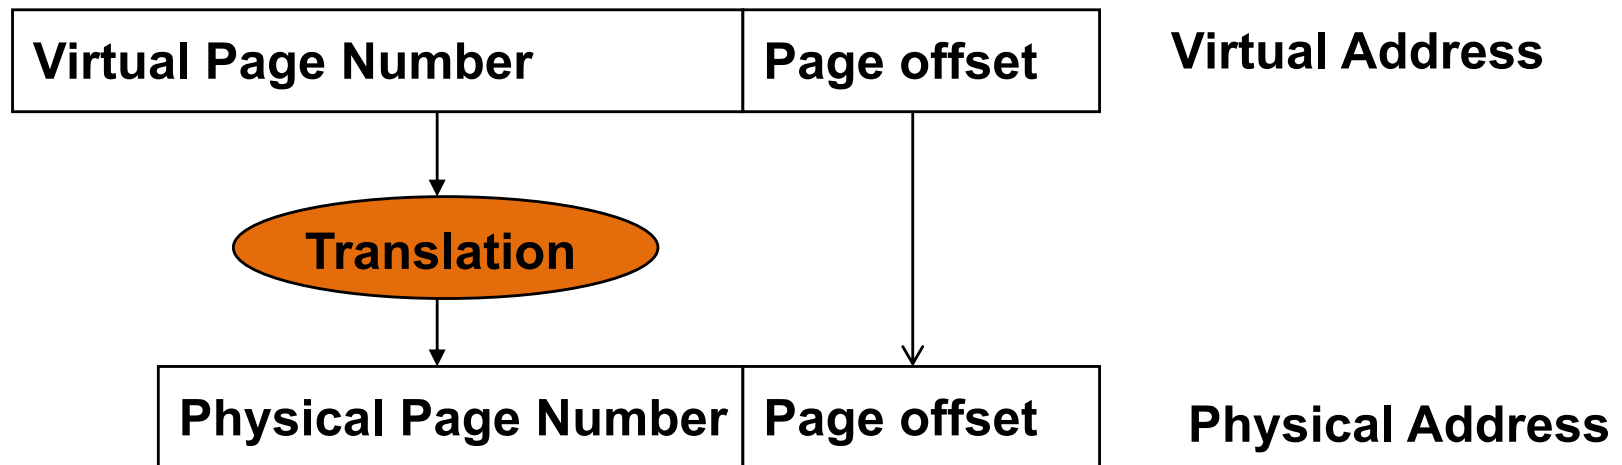 Virtual Page Number Page offset Virtual Address
Translation
Physical Page Number Page offset Physical Address